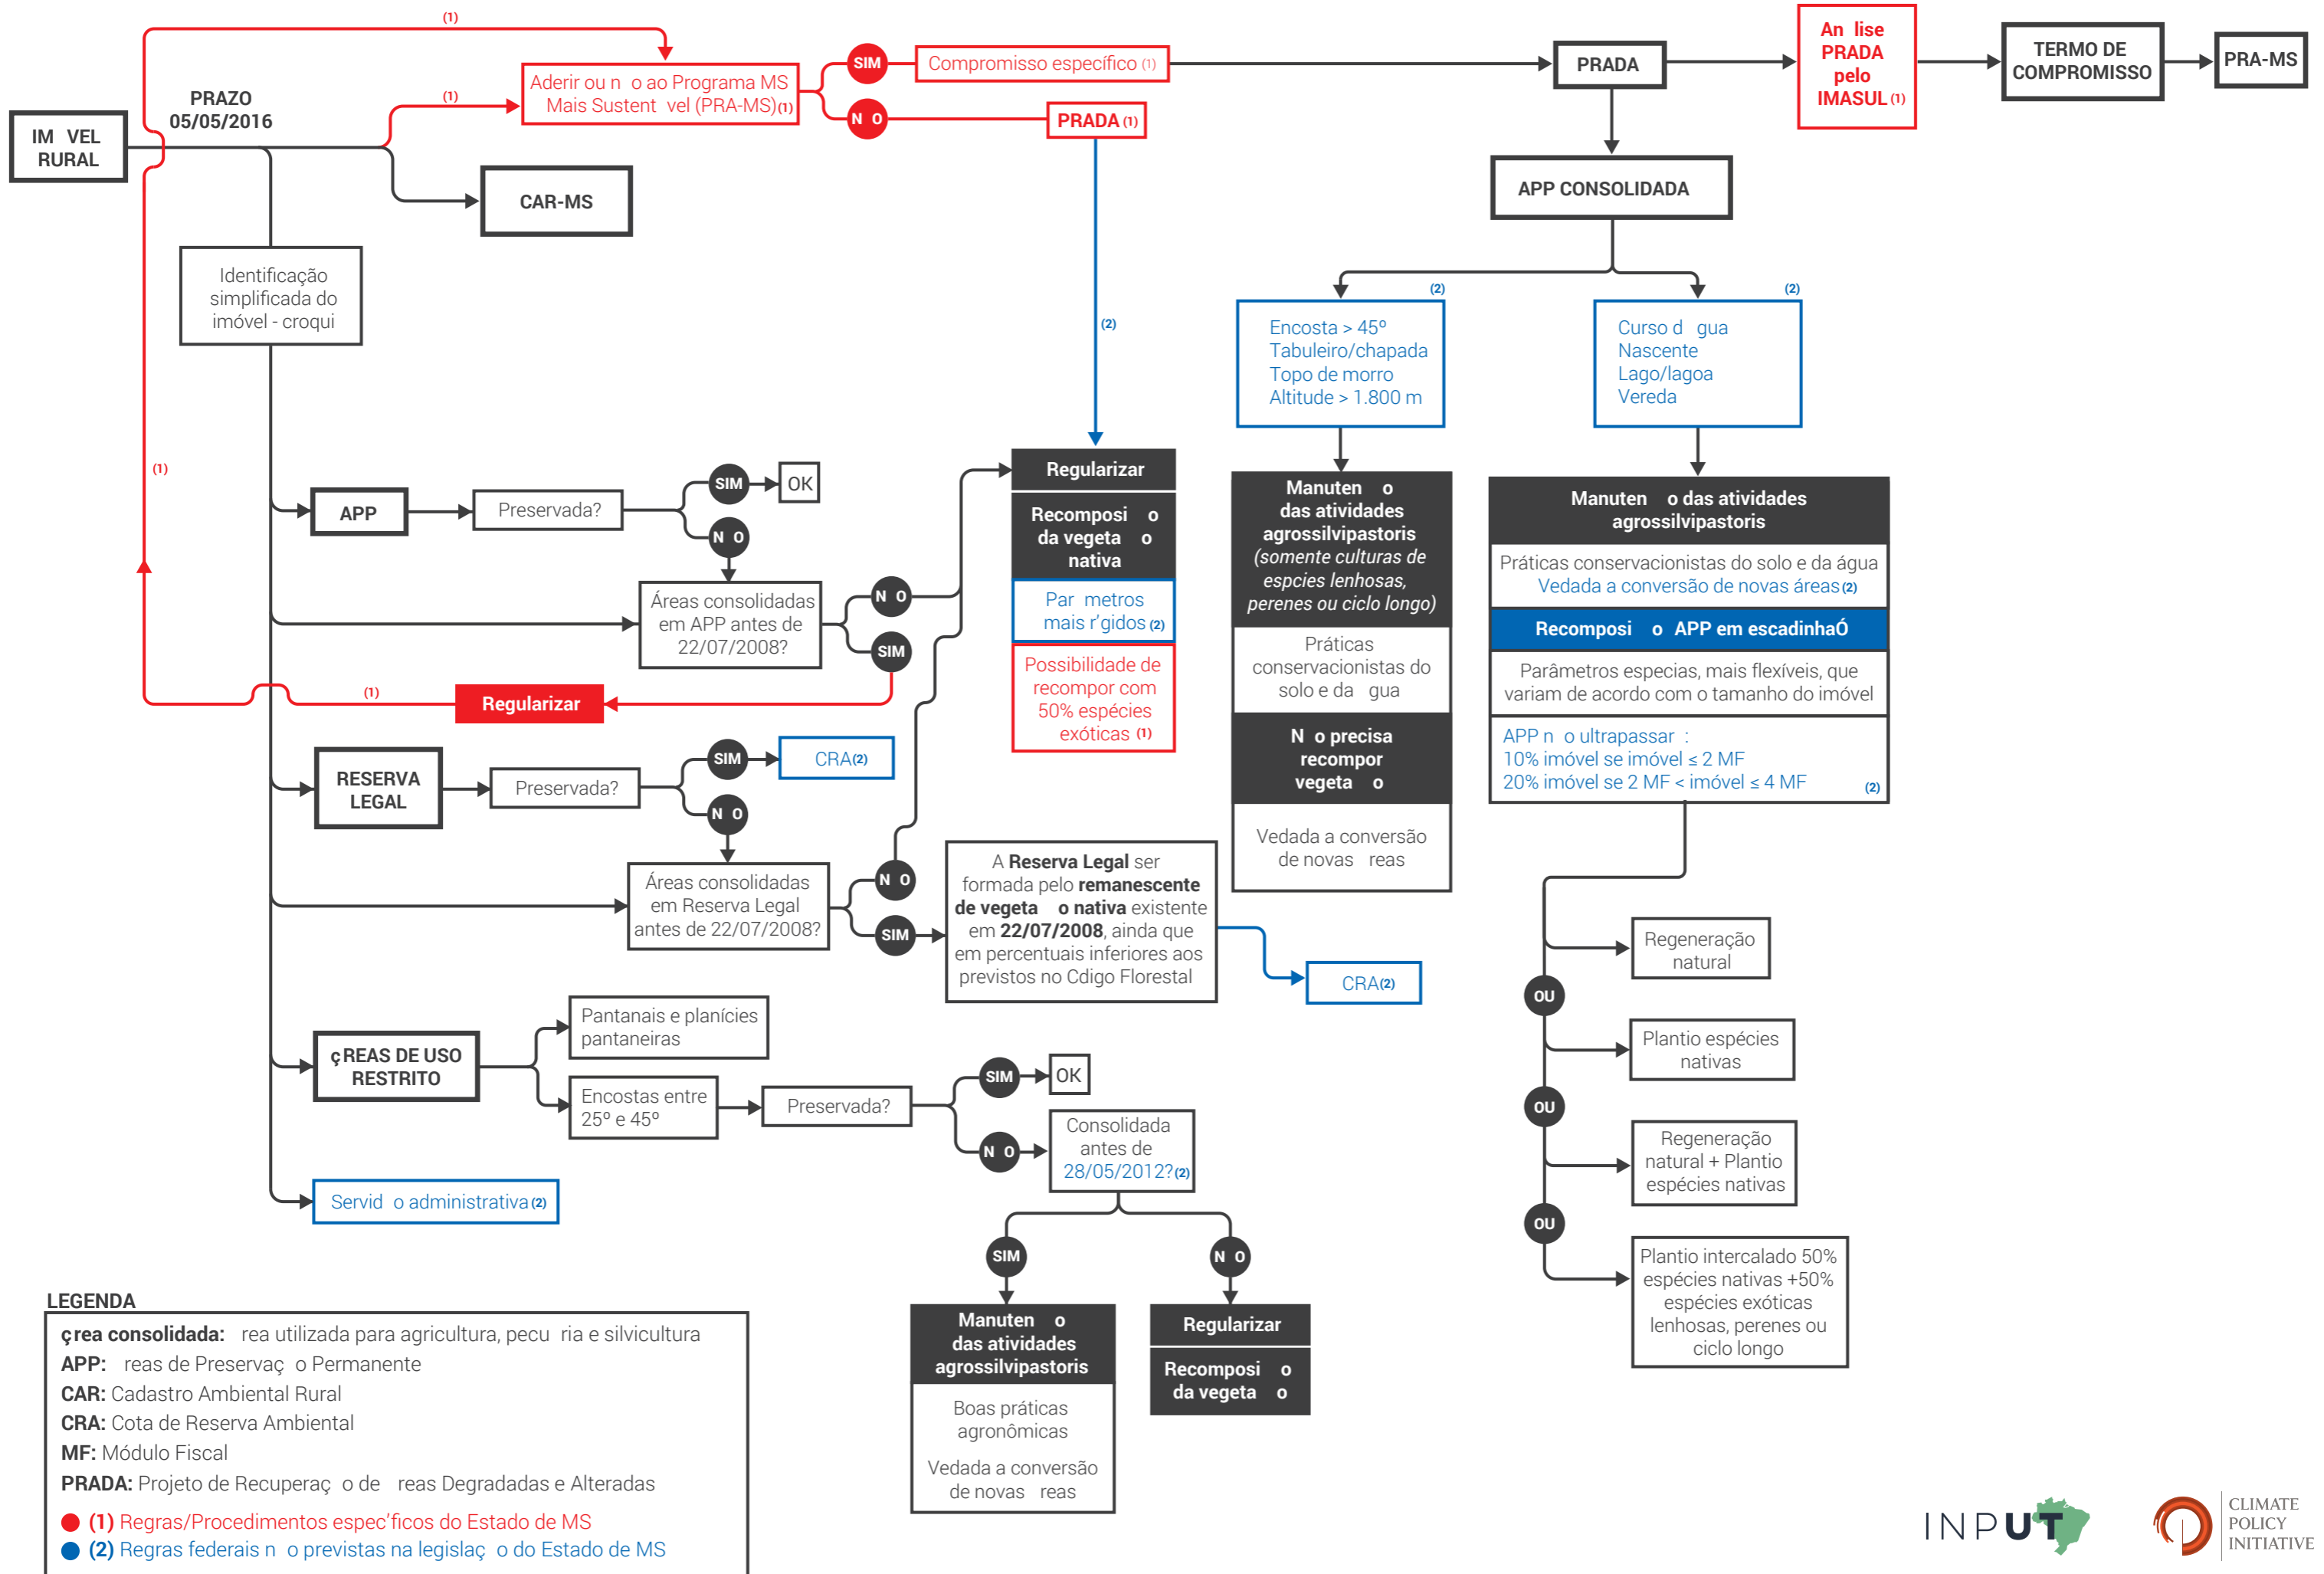 (1)
PRAZO
05/05/2016
IM VEL
RURAL
(1)
Aderir ou n o ao Programa MS
Mais Sustent vel (PRA-MS)(1)
SIM
Compromisso específico (1)
N O
PRADA (1)
PRADA
An lise
PRADA
pelo
IMASUL (1)
TERMO DE
COMPROMISSO
PRA-MS
CAR-MS
APP CONSOLIDADA
Identificação
simplificada do
imóvel - croqui
(2)
(2)
Encosta > 45º
Tabuleiro/chapada
Topo de morro
Altitude > 1.800 m
(2)
Curso d gua
Nascente
Lago/lagoa
Vereda
(1)
APP
Preservada?
SIM
OK
N O
Áreas consolidadas
em APP antes de
22/07/2008?
N O
SIM
Regularizar
(1)
Regularizar
Recomposi o
da vegeta o
nativa
Par metros
mais r'gidos (2)
Possibilidade de
recompor com
50% espécies
exóticas (1)
Manuten o
das atividades
agrossilvipastoris
(somente culturas de
espcies lenhosas,
perenes ou ciclo longo)
Práticas
conservacionistas do
solo e da gua
N o precisa
recompor
vegeta o
Vedada a conversão
de novas reas
Manuten o das atividades
agrossilvipastoris
Práticas conservacionistas do solo e da água
Vedada a conversão de novas áreas (2)
Recomposi o APP em escadinhaÓ
Parâmetros especias, mais flexíveis, que
variam de acordo com o tamanho do imóvel
APP n o ultrapassar :
10% imóvel se imóvel ≤ 2 MF
20% imóvel se 2 MF < imóvel ≤ 4 MF (2)
RESERVA
LEGAL
Preservada?
SIM
CRA(2)
N O
Áreas consolidadas
em Reserva Legal
antes de 22/07/2008?
N O
SIM
A Reserva Legal ser
formada pelo remanescente
de vegeta o nativa existente
em 22/07/2008, ainda que
em percentuais inferiores aos
previstos no Cdigo Florestal
CRA(2)
Regeneração
natural
OU
Plantio espécies
nativas
OU
Regeneração
natural + Plantio
espécies nativas
OU
Plantio intercalado 50%
espécies nativas +50%
espécies exóticas
lenhosas, perenes ou
ciclo longo
çREAS DE USO
RESTRITO
Pantanais e planícies
pantaneiras
Encostas entre
25º e 45º
Preservada?
SIM
OK
N O
Consolidada
antes de
28/05/2012?(2)
Servid o administrativa (2)
SIM
N O
Manuten o
das atividades
agrossilvipastoris
Boas práticas
agronômicas
Vedada a conversão
de novas reas
Regularizar
Recomposi o
da vegeta o
LEGENDA
çrea consolidada: rea utilizada para agricultura, pecu ria e silvicultura
APP: reas de Preservaç o Permanente
CAR: Cadastro Ambiental Rural
CRA: Cota de Reserva Ambiental
MF: Módulo Fiscal
PRADA: Projeto de Recuperaç o de reas Degradadas e Alteradas
(1) Regras/Procedimentos espec'ficos do Estado de MS
(2) Regras federais n o previstas na legislaç o do Estado de MS
INPUT
CLIMATE
POLICY
INITIATIVE